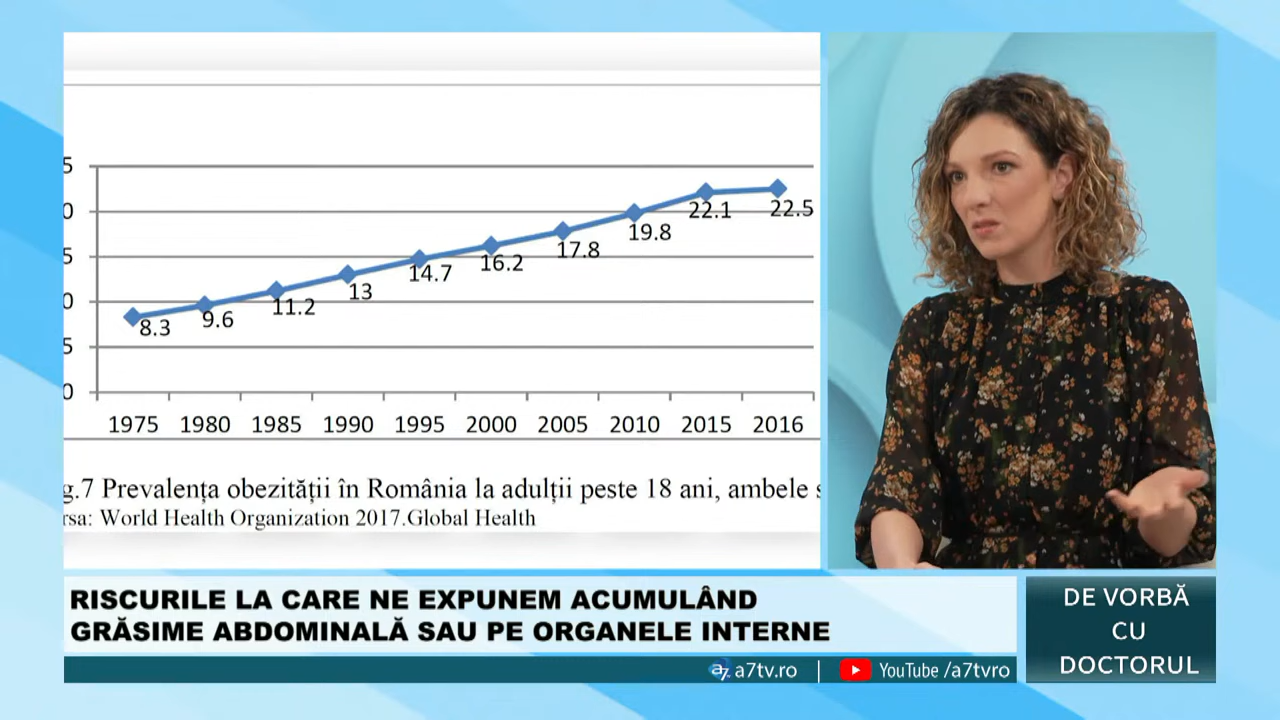 5
0
5
0
5
0
8.3
9.6
11.2
13
14.7
16.2
17.8
19.8
22.1
22.5
1975 1980 1985 1990 1995 2000 2005 2010 2015 2016
g.7 Prevalența obezității în România la adulții peste 18 ani, ambele s
rsa: World Health Organization 2017.Global Health
RISCURILE LA CARE NE EXPUNEM ACUMULÂND
GRĂSIME ABDOMINALĂ SAU PE ORGANELE INTERNE
a7 a7tv.ro | YouTube /a7tvro
DE VORBĂ
CU
DOCTORUL